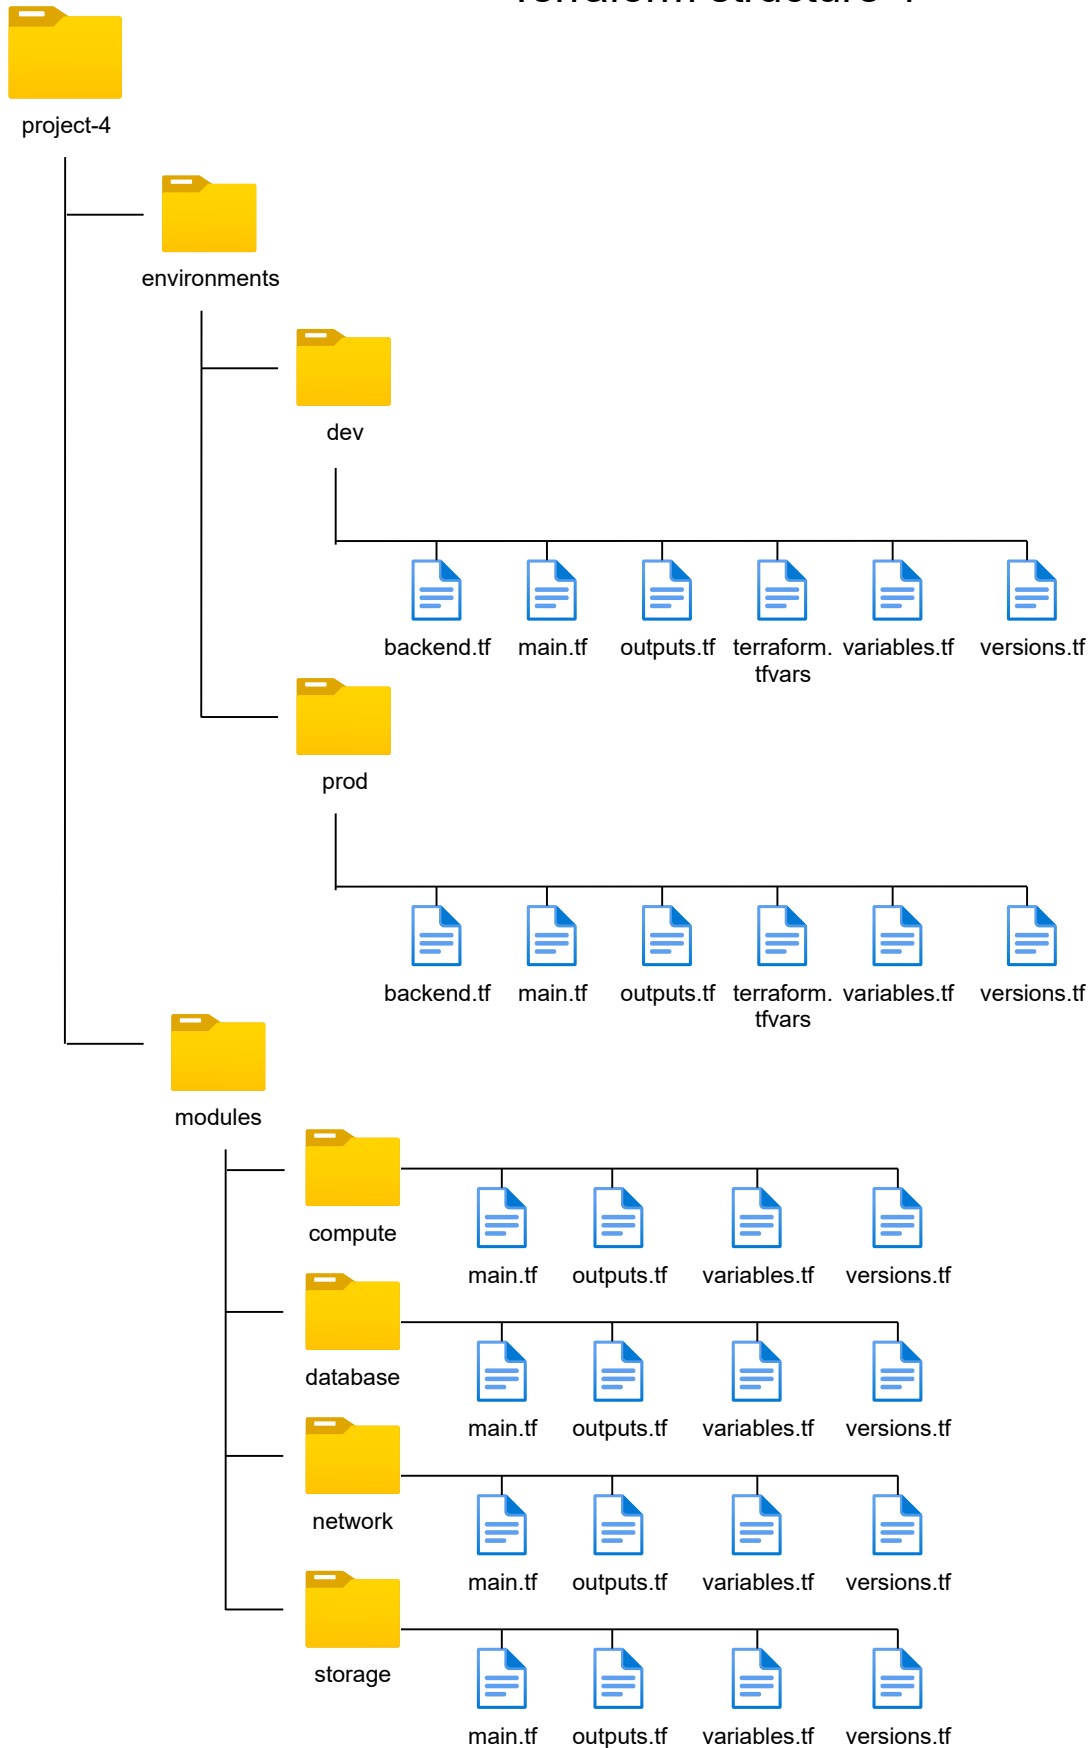 Terraform structure 4
project-4
environments
dev
backend.tf main.tf outputs.tf terraform. variables.tf versions.tf
tfvars
prod
backend.tf main.tf outputs.tf terraform. variables.tf versions.tf
tfvars
modules
compute
main.tf outputs.tf variables.tf versions.tf
database
main.tf outputs.tf variables.tf versions.tf
network
main.tf outputs.tf variables.tf versions.tf
storage
main.tf outputs.tf variables.tf versions.tf